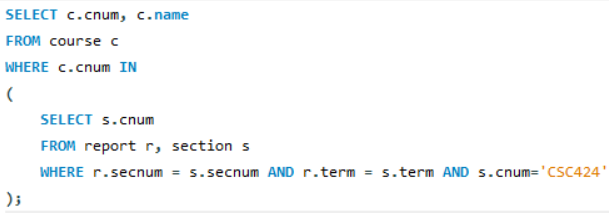 SELECT c.cnum, c.name
FROM course c
WHERE c.cnum IN
(
SELECT s.cnum
FROM report r, section s
WHERE r.secnum = s.secnum AND r.term = s.term AND s.cnum='CSC424'
);